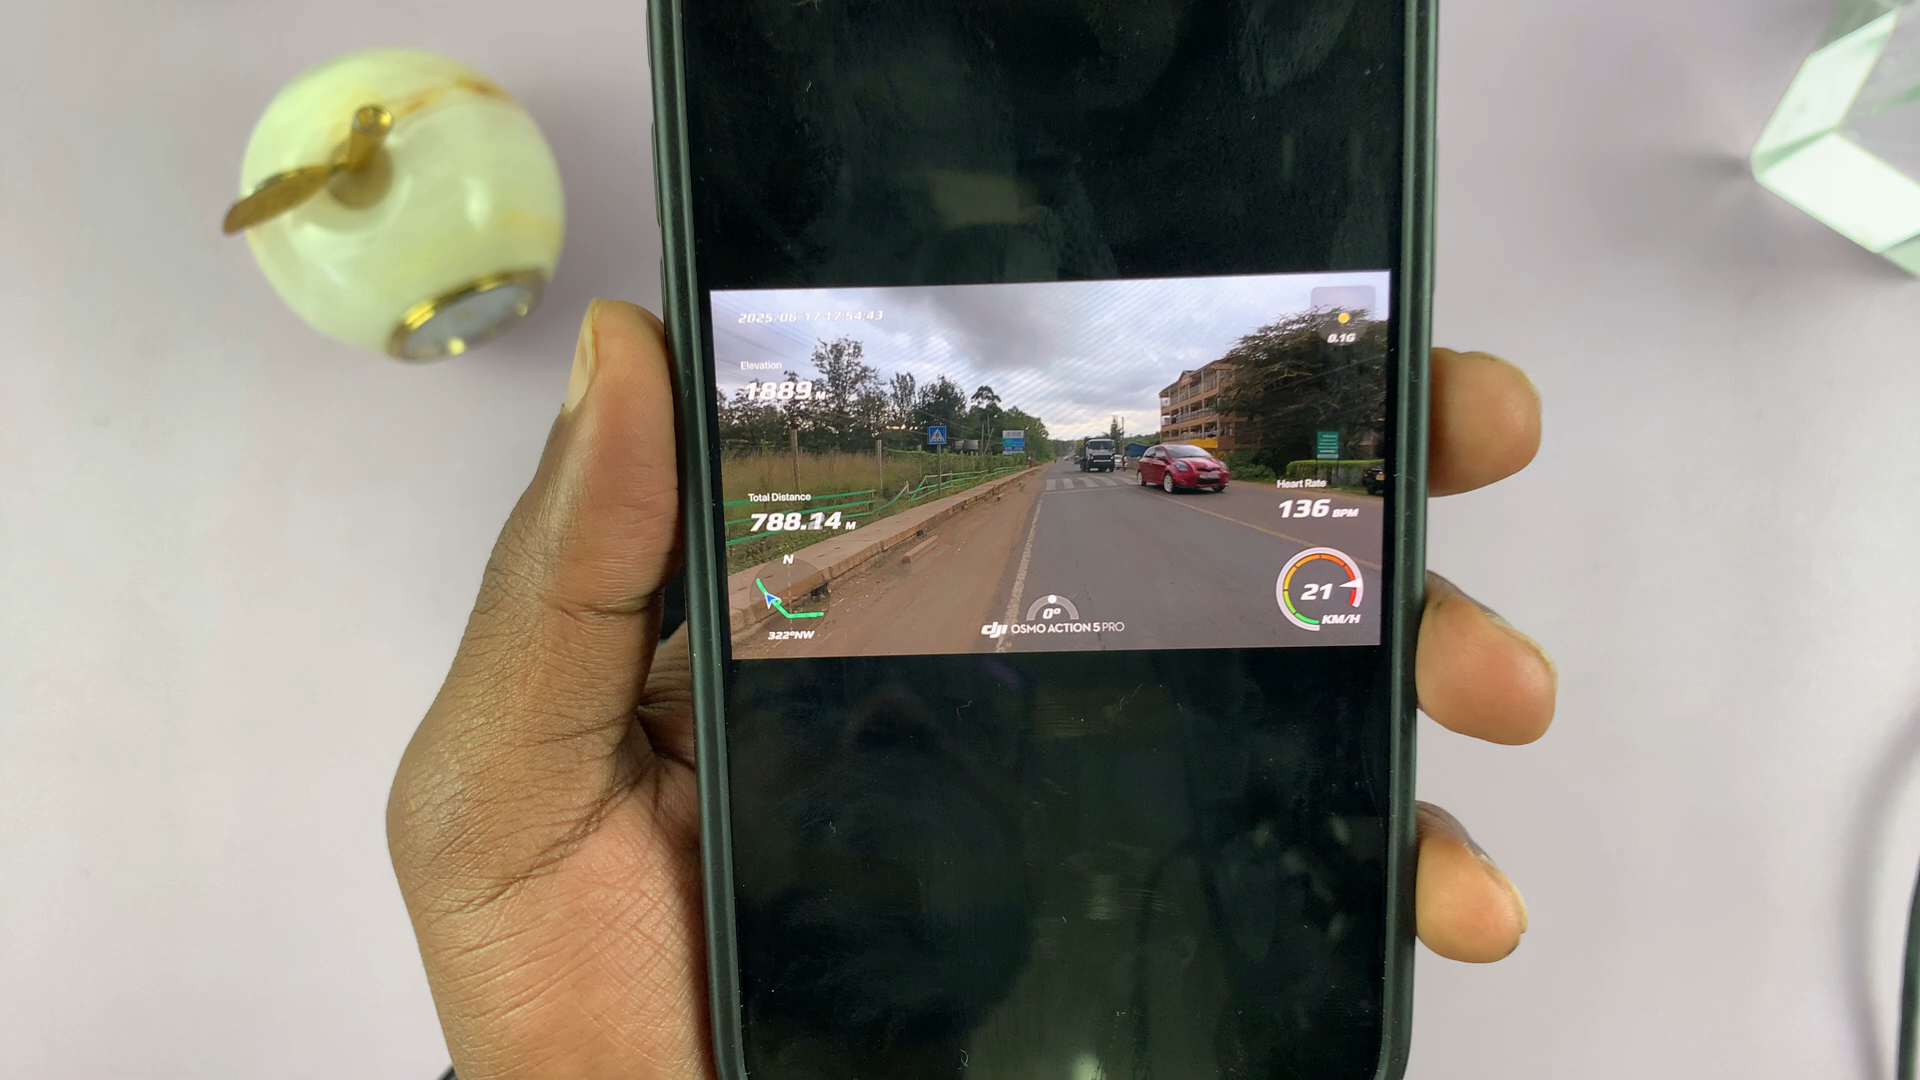 2025/06/17 17:54:43
0.1G
Elevation
1889 M
Total Distance
788.14 M
Heart Rate
136 BPM
N
322°NW
0°
dji OSMO ACTION 5 PRO
21
KM/H